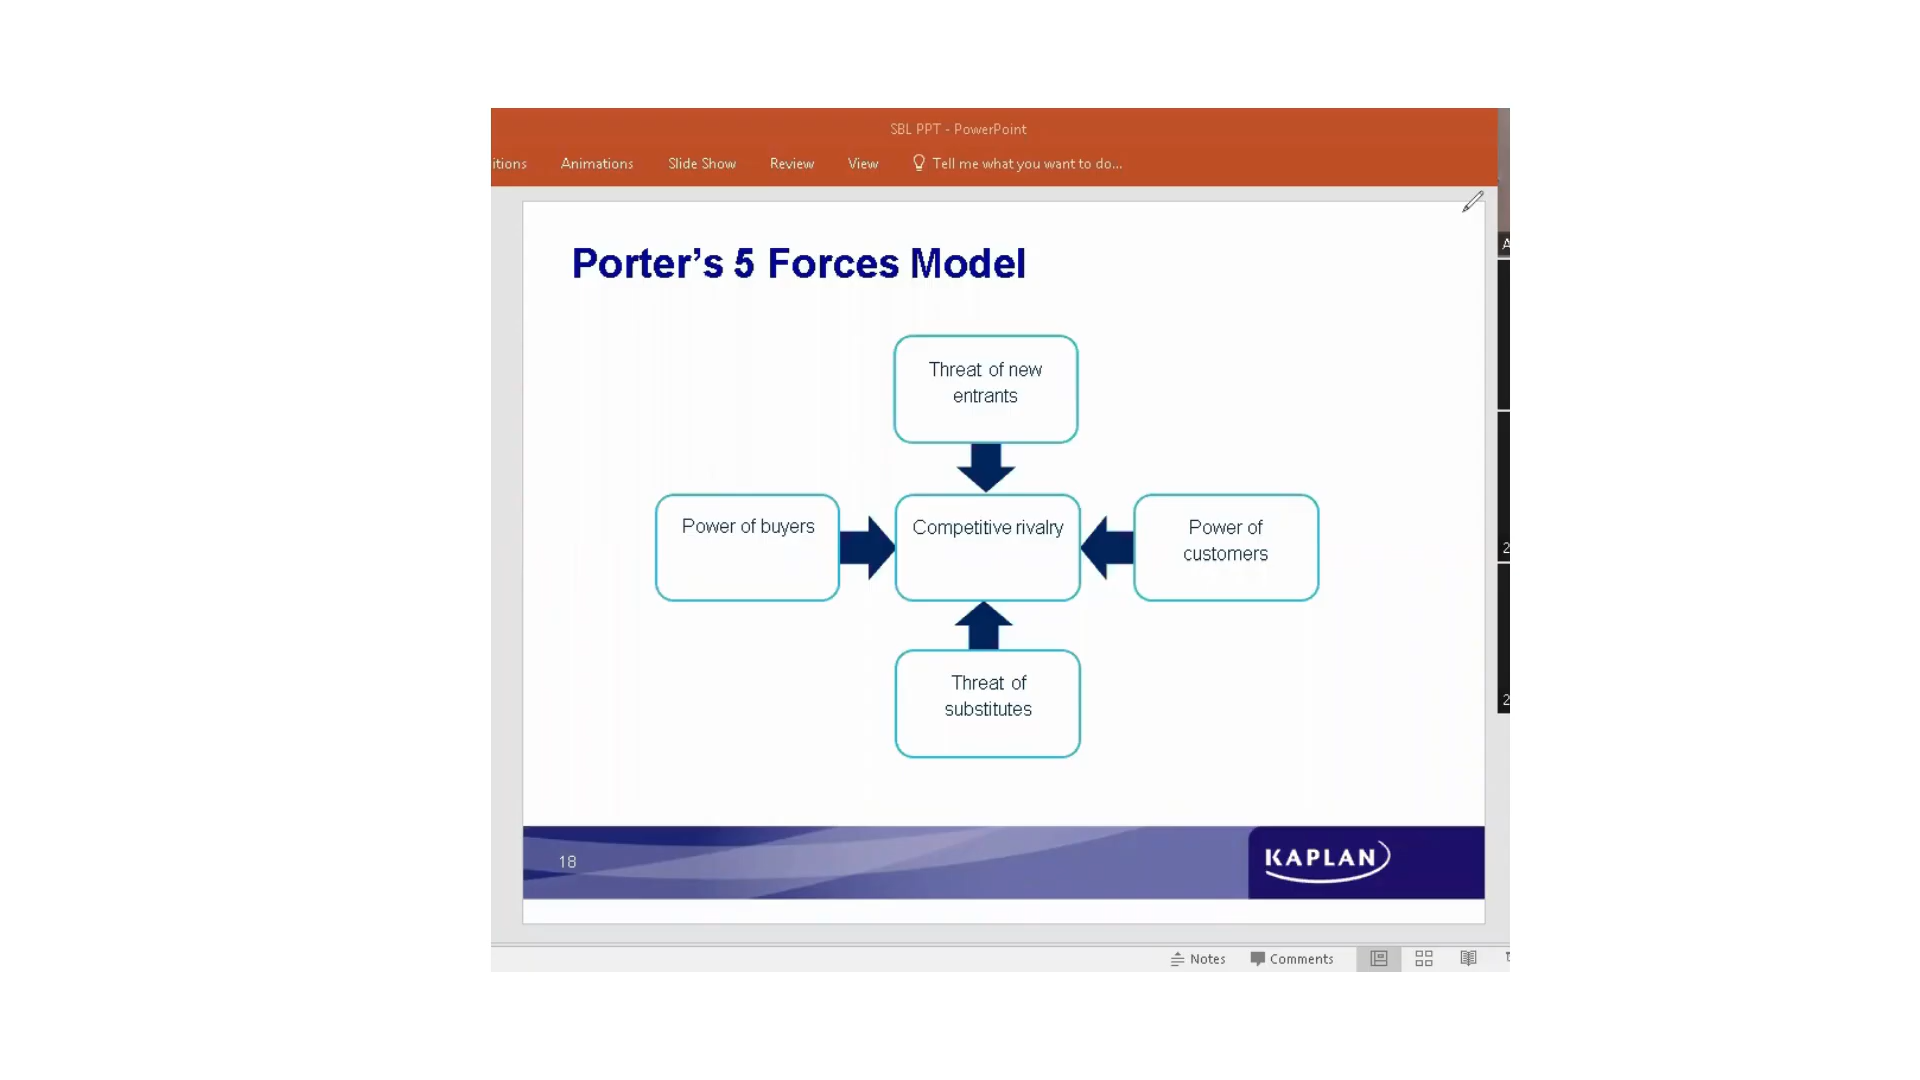 SBL PPT - PowerPoint
itions Animations Slide Show Review View Tell me what you want to do...
Porter's 5 Forces Model
Threat of new
entrants
Power of buyers
Competitive rivalry
Power of
customers
Threat of
substitutes
18
KAPLAN
Notes Comments
A
2
2